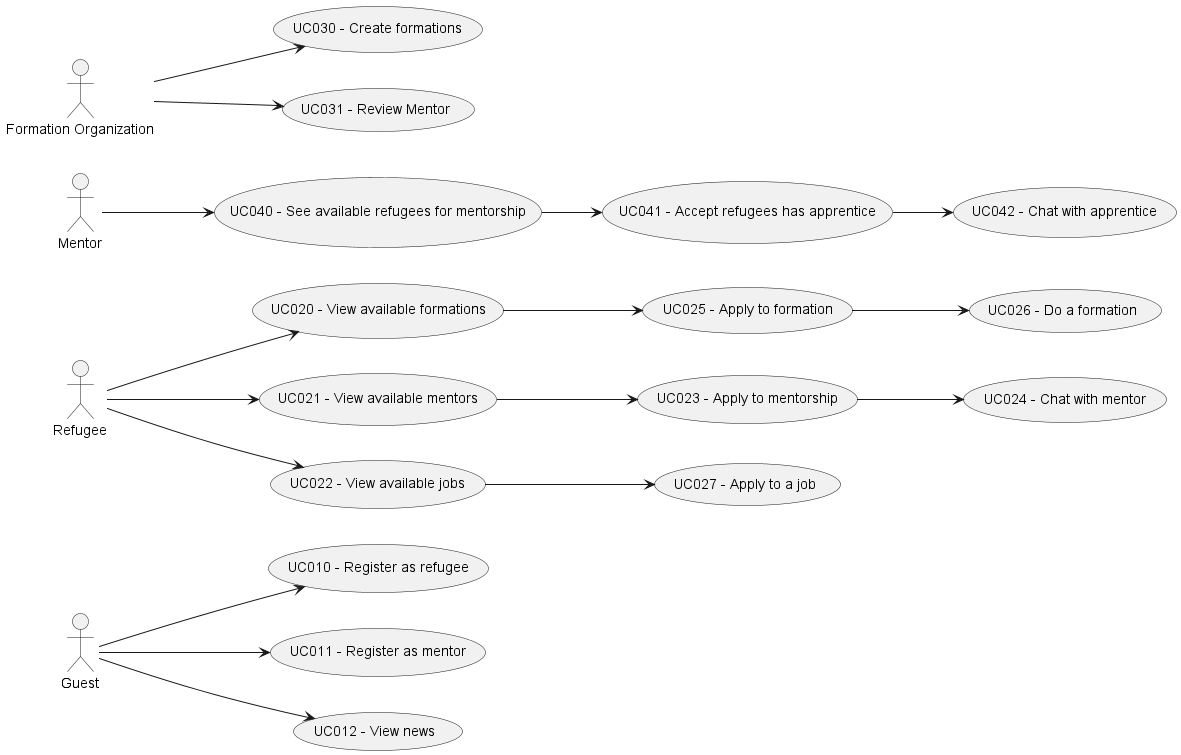 UC030 - Create formations
UC031 - Review Mentor
Formation Organization
UC040 - See available refugees for mentorship
UC041 - Accept refugees has apprentice
UC042 - Chat with apprentice
Mentor
UC020 - View available formations
UC025 - Apply to formation
UC026 - Do a formation
UC021 - View available mentors
UC023 - Apply to mentorship
UC024 - Chat with mentor
Refugee
UC022 - View available jobs
UC027 - Apply to a job
UC010 - Register as refugee
UC011 - Register as mentor
Guest
UC012 - View news